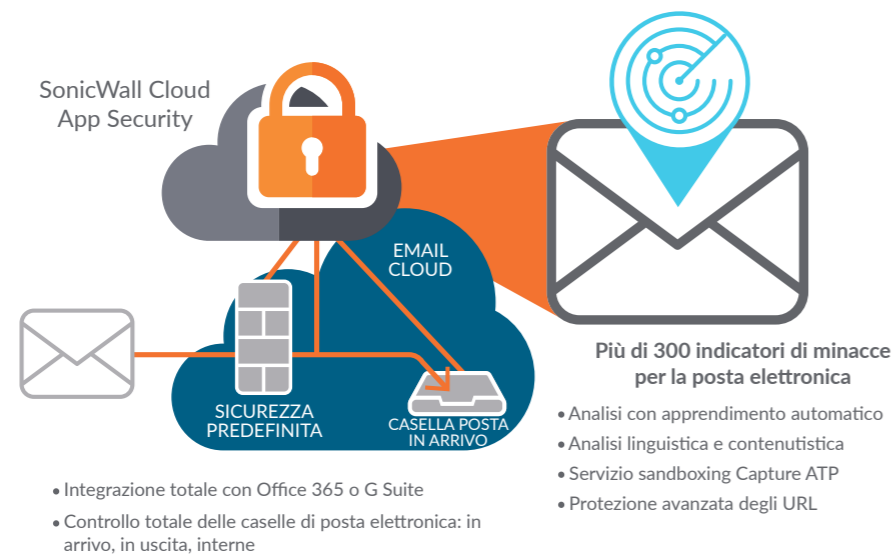 SonicWall Cloud
App Security
EMAIL
CLOUD
SICUREZZA
PREDEFINITA
CASELLA POSTA
IN ARRIVO
Più di 300 indicatori di minacce
per la posta elettronica
• Analisi con apprendimento automatico
• Analisi linguistica e contenutistica
• Servizio sandboxing Capture ATP
• Protezione avanzata degli URL
• Integrazione totale con Office 365 o G Suite
• Controllo totale delle caselle di posta elettronica: in
arrivo, in uscita, interne